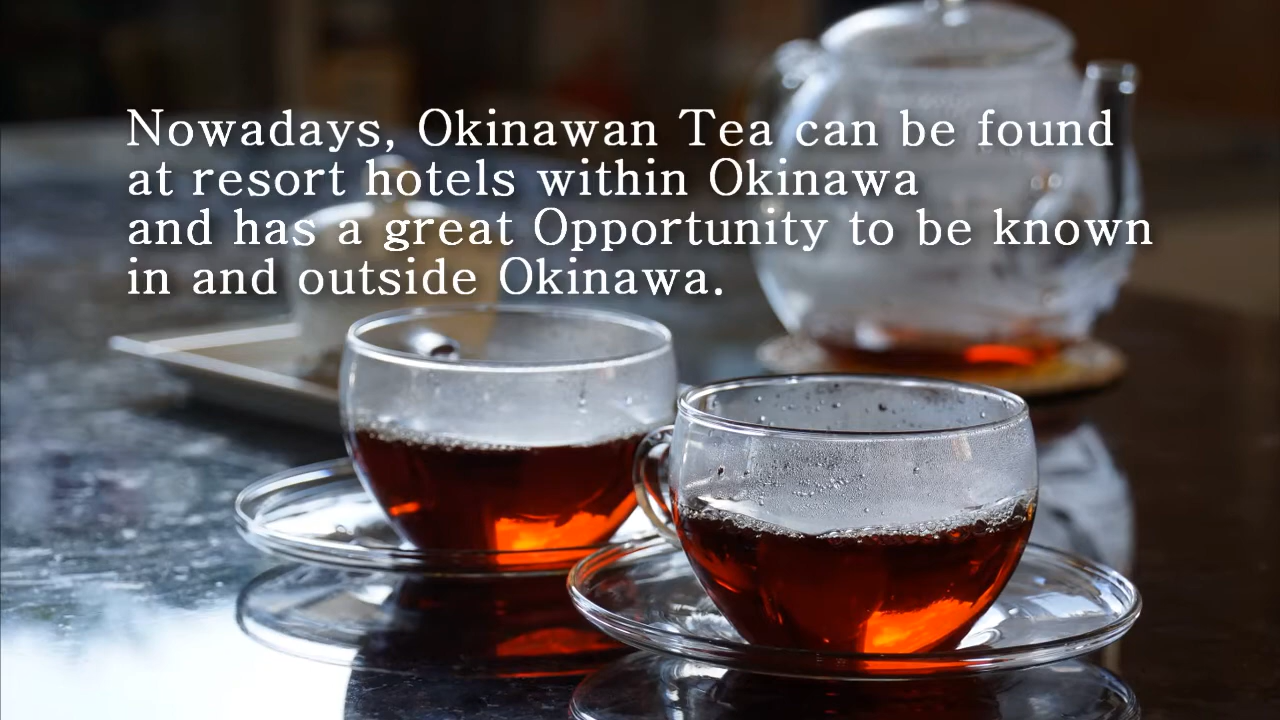 Nowadays, Okinawan Tea can be found
at resort hotels within Okinawa
and has a great Opportunity to be known
in and outside Okinawa.